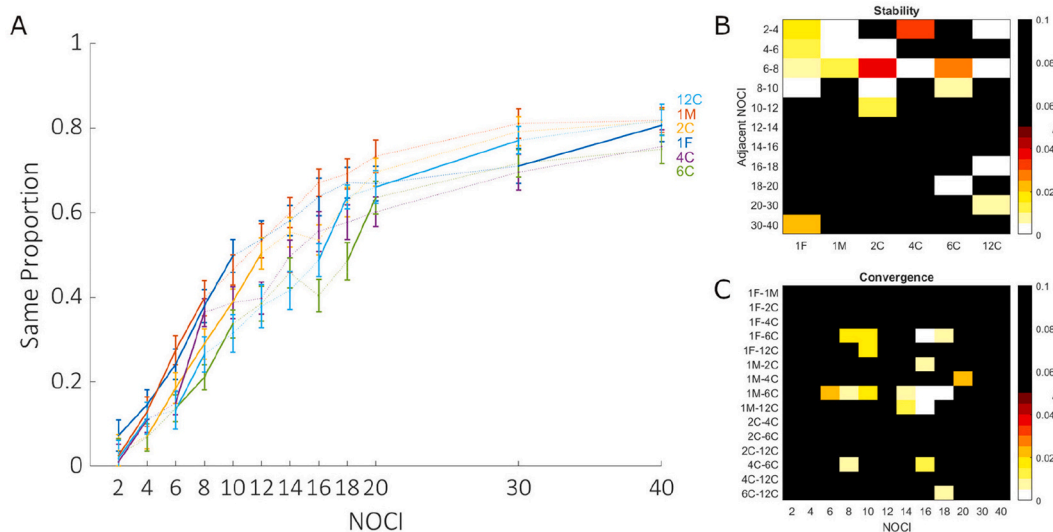 A
Same Proportion
1
0.8
0.6
0.4
0.2
0
2 4 6 8 10 12 14 16 18 20 30 40
NOCI
12C
1M
2C
1F
4C
6C
B
Stability
Adjacent NOCI
2-4
4-6
6-8
8-10
10-12
12-14
14-16
16-18
18-20
20-30
30-40
1F 1M 2C 4C 6C 12C
0.1
0.08
0.06
0.04
0.02
0
C
Convergence
1F-1M
1F-2C
1F-4C
1F-6C
1F-12C
1M-2C
1M-4C
1M-6C
1M-12C
2C-4C
2C-6C
2C-12C
4C-6C
4C-12C
6C-12C
2 4 6 8 10 12 14 16 18 20 30 40
NOCI
0.1
0.08
0.06
0.04
0.02
0